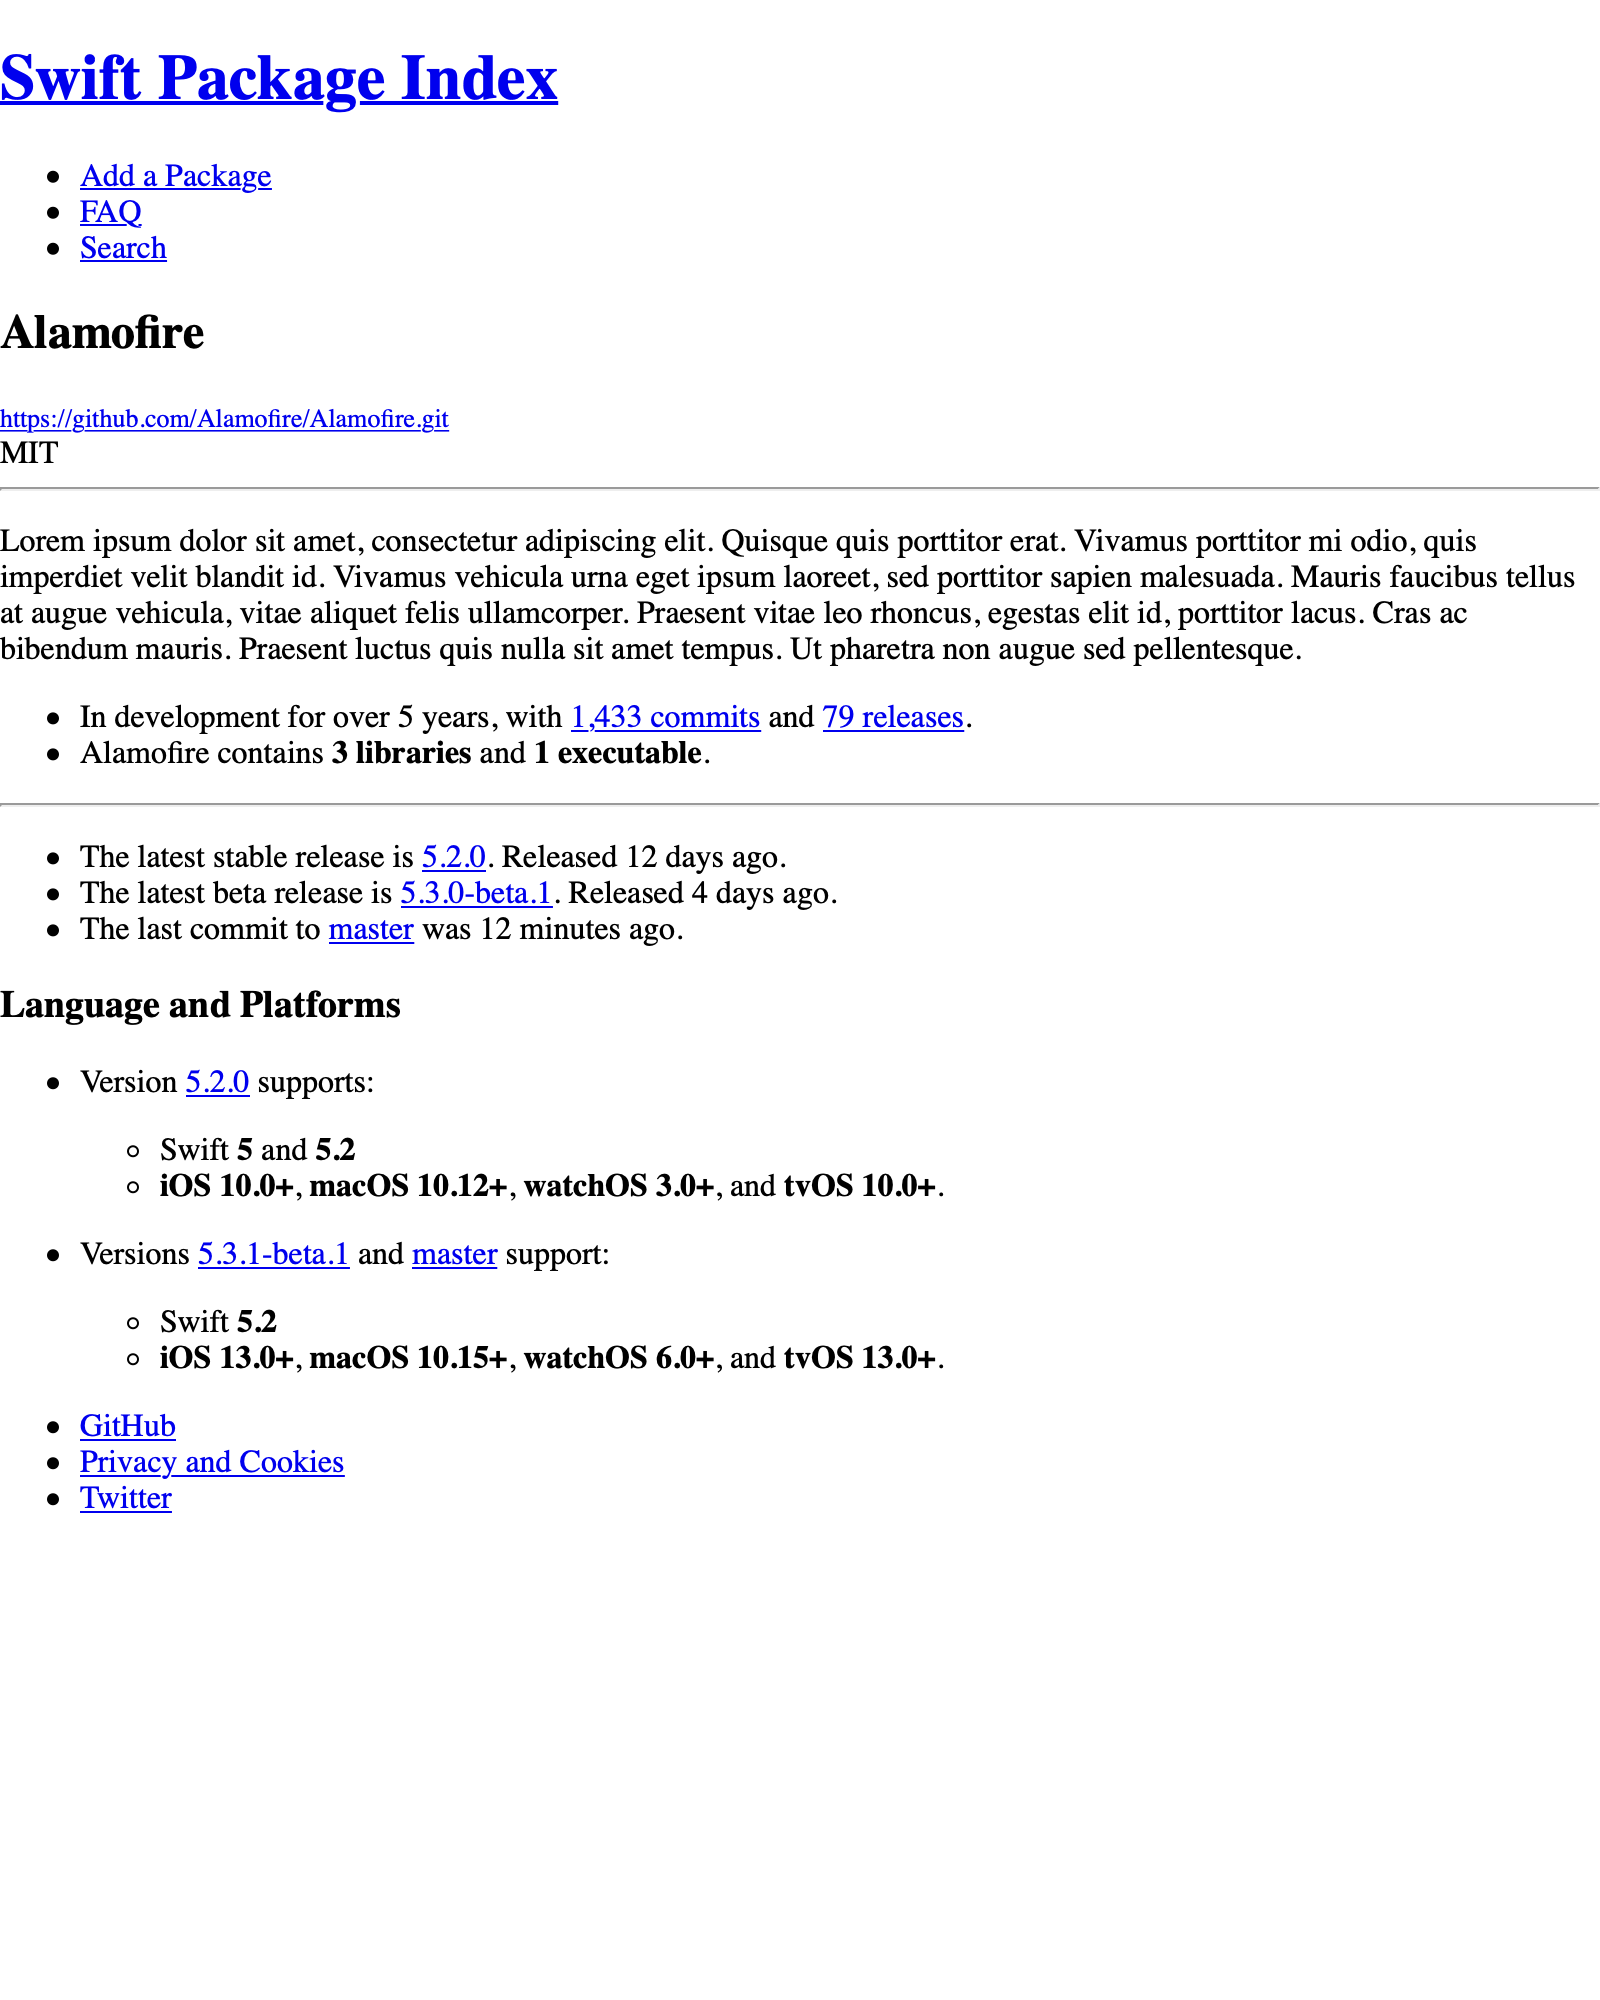 Swift Package Index
Add a Package
FAQ
Search
Alamofire
https://github.com/Alamofire/Alamofire.git
MIT
Lorem ipsum dolor sit amet, consectetur adipiscing elit. Quisque quis porttitor erat. Vivamus porttitor mi odio, quis
imperdiet velit blandit id. Vivamus vehicula urna eget ipsum laoreet, sed porttitor sapien malesuada. Mauris faucibus tellus
at augue vehicula, vitae aliquet felis ullamcorper. Praesent vitae leo rhoncus, egestas elit id, porttitor lacus. Cras ac
bibendum mauris. Praesent luctus quis nulla sit amet tempus. Ut pharetra non augue sed pellentesque.
In development for over 5 years, with 1,433 commits and 79 releases.
Alamofire contains 3 libraries and 1 executable.
The latest stable release is 5.2.0. Released 12 days ago.
The latest beta release is 5.3.0-beta.1. Released 4 days ago.
The last commit to master was 12 minutes ago.
Language and Platforms
Version 5.2.0 supports:
Swift 5 and 5.2
iOS 10.0+, macOS 10.12+, watchOS 3.0+, and tvOS 10.0+.
Versions 5.3.1-beta.1 and master support:
Swift 5.2
iOS 13.0+, macOS 10.15+, watchOS 6.0+, and tvOS 13.0+.
GitHub
Privacy and Cookies
Twitter